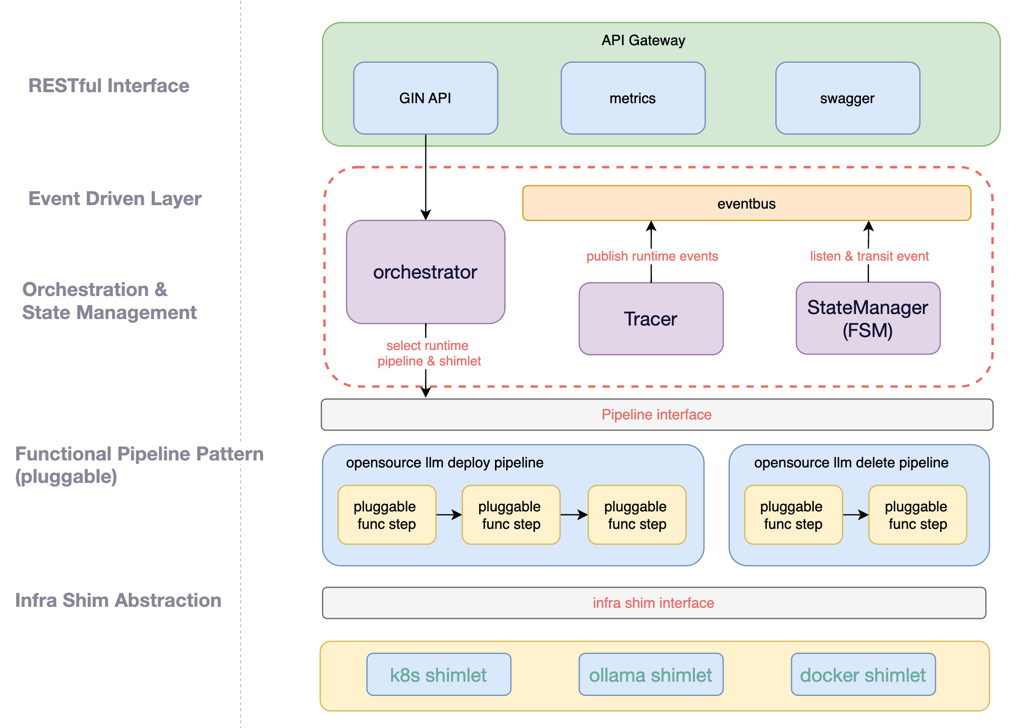 API Gateway
RESTful Interface
GIN API
metrics
swagger
Event Driven Layer
eventbus
publish runtime events
listen & transit event
orchestrator
Orchestration &
State Management
Tracer
StateManager
(FSM)
select runtime
pipeline & shimlet
Pipeline interface
Functional Pipeline Pattern
(pluggable)
opensource llm deploy pipeline
pluggable
func step
pluggable
func step
pluggable
func step
opensource llm delete pipeline
pluggable
func step
pluggable
func step
Infra Shim Abstraction
infra shim interface
k8s shimlet
ollama shimlet
docker shimlet